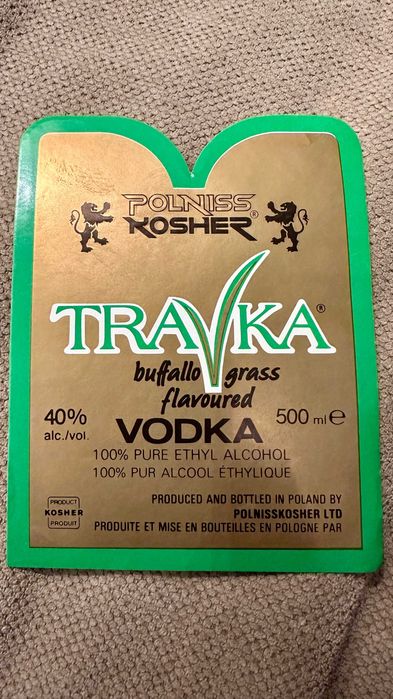 POLNISS
KOSHER®
TRAVKA®
buffallo grass
flavoured
40%
alc./vol.
VODKA
500 ml e
100% PURE ETHYL ALCOHOL
100% PUR ALCOOL ÉTHYLIQUE
PRODUCT
KOSHER
PRODUIT
PRODUCED AND BOTTLED IN POLAND BY
POLNISSKOSHER LTD
PRODUITE ET MISE EN BOUTEILLES EN POLOGNE PAR